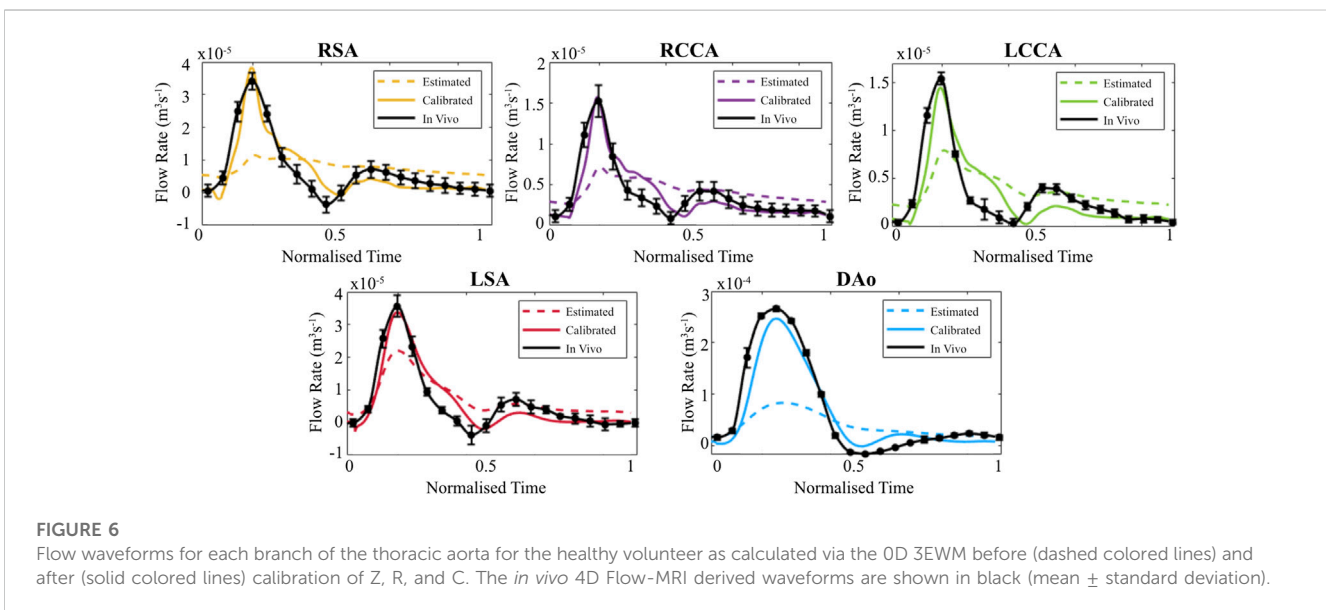 RSA
x10^-5
4
3
2
1
0
-1
Flow Rate (m³s⁻¹)
Estimated
Calibrated
In Vivo
0
0.5
1
Normalised Time
RCCA
x10^-5
2
1.5
1
0.5
0
Flow Rate (m³s⁻¹)
Estimated
Calibrated
In Vivo
0
0.5
1
Normalised Time
LCCA
x10^-5
1.5
1
0.5
0
Flow Rate (m³s⁻¹)
Estimated
Calibrated
In Vivo
0
0.5
1
Normalised Time
LSA
x10^-5
4
3
2
1
0
-1
Flow Rate (m³s⁻¹)
Estimated
Calibrated
In Vivo
0
0.5
1
Normalised Time
DAo
x10^-4
3
2
1
0
Flow Rate (m³s⁻¹)
Estimated
Calibrated
In Vivo
0
0.5
1
Normalised Time
FIGURE 6
Flow waveforms for each branch of the thoracic aorta for the healthy volunteer as calculated via the 0D 3EWM before (dashed colored lines) and
after (solid colored lines) calibration of Z, R, and C. The in vivo 4D Flow-MRI derived waveforms are shown in black (mean ± standard deviation).